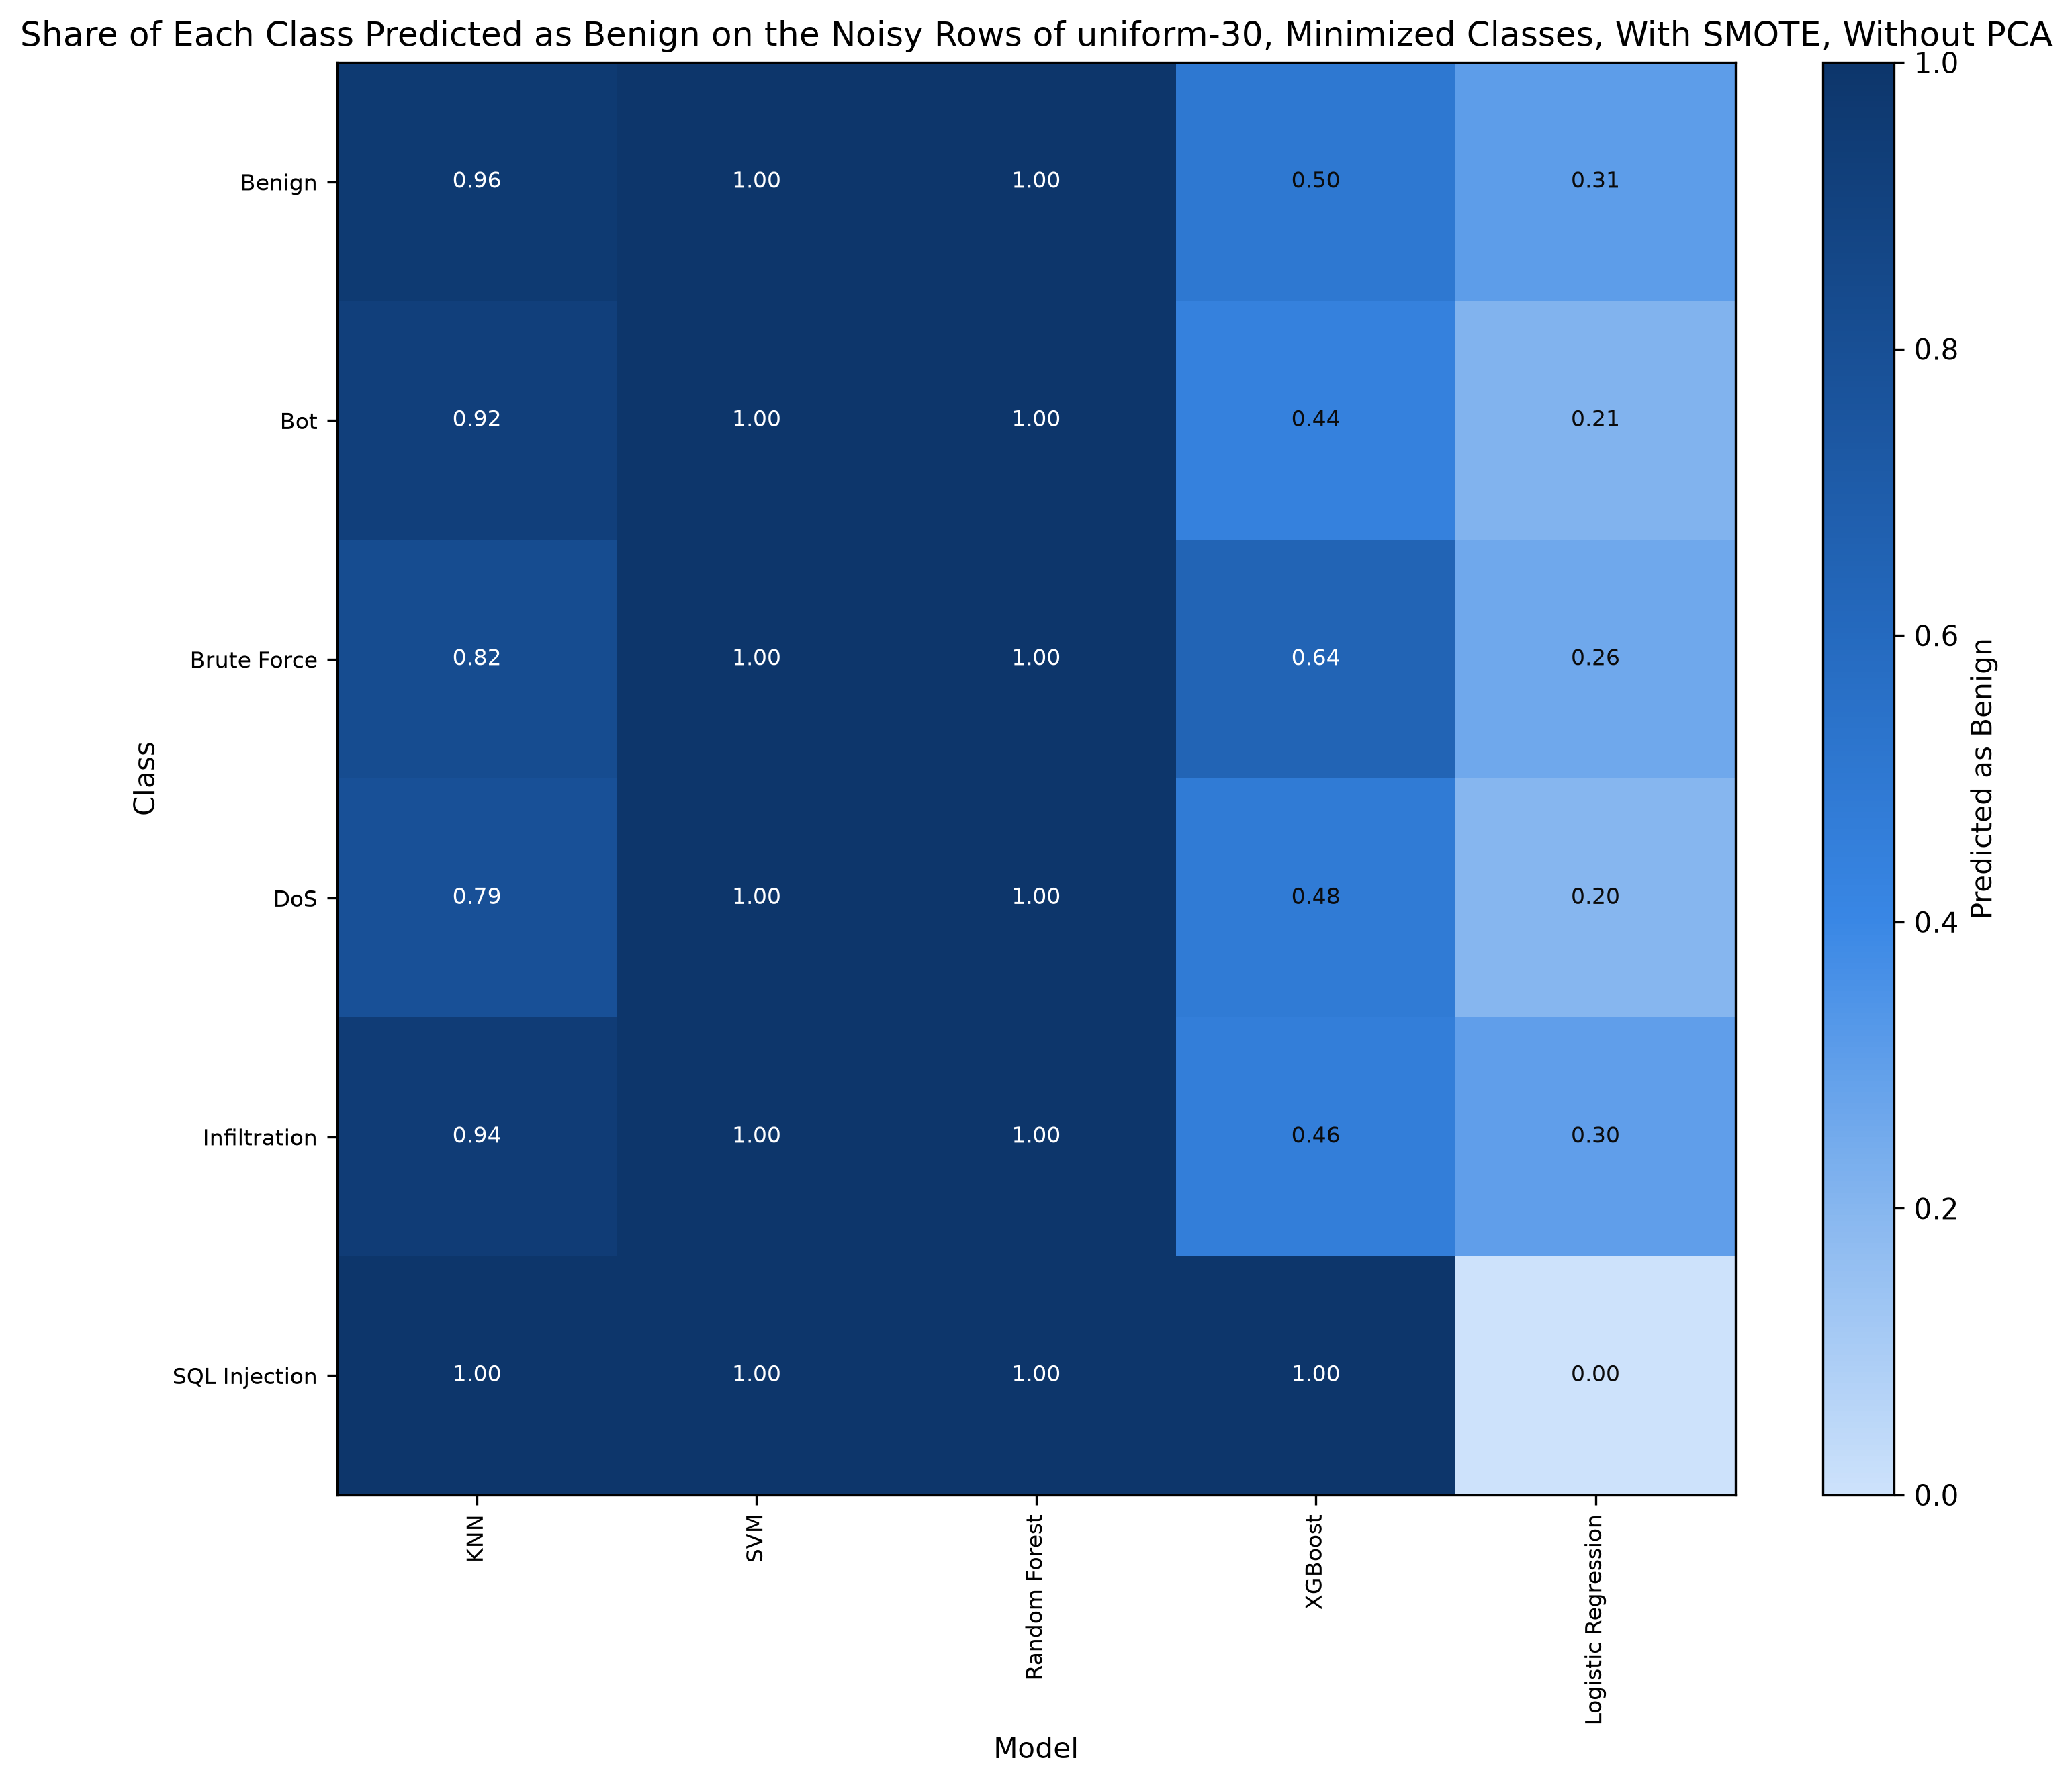 Share of Each Class Predicted as Benign on the Noisy Rows of uniform-30, Minimized Classes, With SMOTE, Without PCA
Class
Benign 0.96 1.00 1.00 0.50 0.31
Bot 0.92 1.00 1.00 0.44 0.21
Brute Force 0.82 1.00 1.00 0.64 0.26
DoS 0.79 1.00 1.00 0.48 0.20
Infiltration 0.94 1.00 1.00 0.46 0.30
SQL Injection 1.00 1.00 1.00 1.00 0.00
KNN
SVM
Random Forest
XGBoost
Logistic Regression
Model
1.0
0.8
0.6
0.4
0.2
0.0
Predicted as Benign